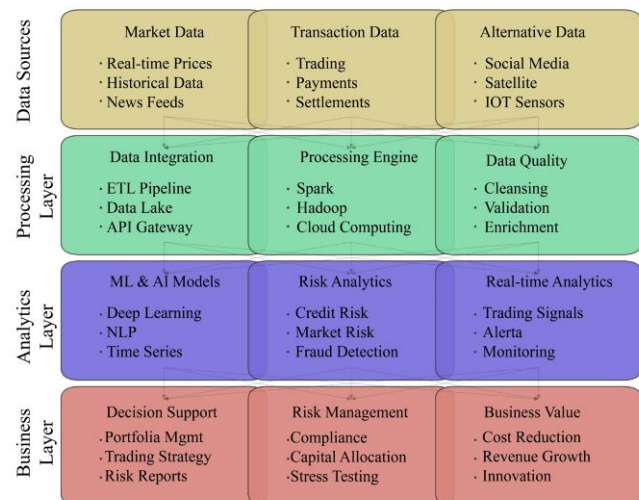 Data Sources
Market Data
· Real-time Prices
· Historical Data
· News Feeds
Transaction Data
· Trading
· Payments
· Settlements
Alternative Data
· Social Media
· Satellite
· IOT Sensors
Processing
Layer
Data Integration
· ETL Pipeline
· Data Lake
· API Gateway
Processing Engine
· Spark
· Hadoop
· Cloud Computing
Data Quality
· Cleansing
· Validation
· Enrichment
Analytics
Layer
ML & AI Models
· Deep Learning
· NLP
· Time Series
Risk Analytics
· Credit Risk
· Market Risk
· Fraud Detection
Real-time Analytics
· Trading Signals
· Alerta
· Monitoring
Business
Layer
Decision Support
· Portfolia Mgmt
· Trading Strategy
· Risk Reports
Risk Management
· Compliance
· Capital Allocation
· Stress Testing
Business Value
· Cost Reduction
· Revenue Growth
· Innovation